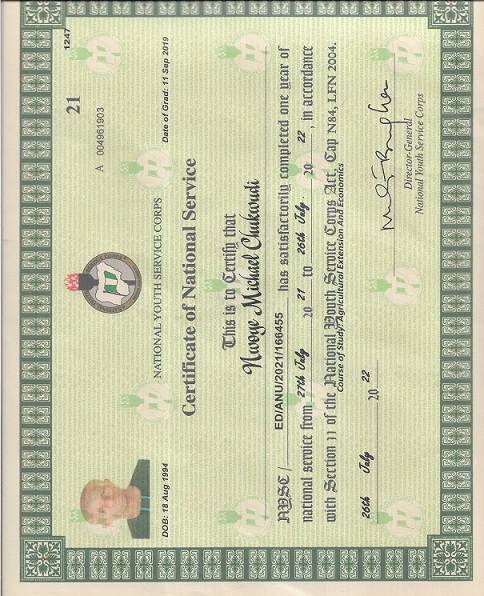 1247
21
A 004961903
NATIONAL YOUTH SERVICE CORPS
DOB: 18 Aug 1994
Date of Grad: 11 Sep 2019
Certificate of National Service
This is to Certify that
Nwoye Michael Chukwudi
NYSC/ ED/ANU/2021/166455 has satisfactorily completed one year of
national service from 27th July 20 21 to 26th July 20 22, in accordance
with Section 11 of the National Youth Service Corps Act, Cap N84, LFN 2004.
Course of Study: Agricultural Extension And Economics
26th July 20 22
Director-General
National Youth Service Corps